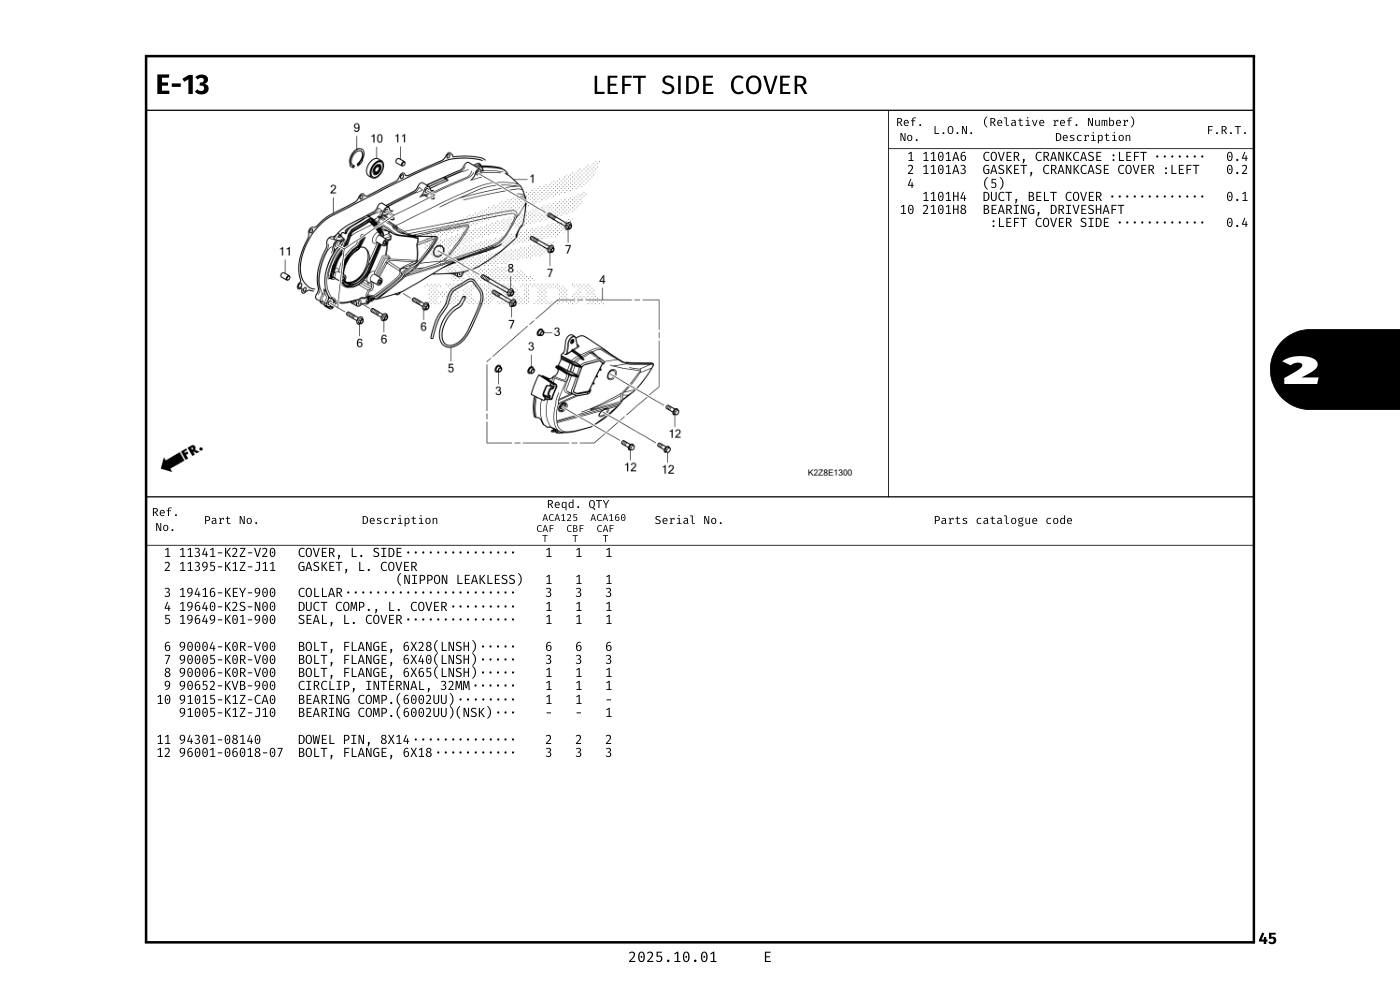 E-13
LEFT SIDE COVER
9
10
11
2
1
11
7
7
8
4
7
6
6
6
5
3
3
3
12
12
12
FR.
HONDA
K2Z8E1300
Ref. No. L.O.N. (Relative ref. Number) Description F.R.T.
1 1101A6 COVER, CRANKCASE :LEFT ······· 0.4
2 1101A3 GASKET, CRANKCASE COVER :LEFT 0.2
4 (5)
1101H4 DUCT, BELT COVER ············· 0.1
10 2101H8 BEARING, DRIVESHAFT
:LEFT COVER SIDE ············ 0.4
2
Ref. No. Part No. Description Reqd. QTY Serial No. Parts catalogue code
ACA125 ACA160
CAF CBF CAF
T T T
1 11341-K2Z-V20 COVER, L. SIDE··············· 1 1 1
2 11395-K1Z-J11 GASKET, L. COVER
(NIPPON LEAKLESS) 1 1 1
3 19416-KEY-900 COLLAR······················· 3 3 3
4 19640-K2S-N00 DUCT COMP., L. COVER········· 1 1 1
5 19649-K01-900 SEAL, L. COVER··············· 1 1 1
6 90004-K0R-V00 BOLT, FLANGE, 6X28(LNSH)····· 6 6 6
7 90005-K0R-V00 BOLT, FLANGE, 6X40(LNSH)····· 3 3 3
8 90006-K0R-V00 BOLT, FLANGE, 6X65(LNSH)····· 1 1 1
9 90652-KVB-900 CIRCLIP, INTERNAL, 32MM······ 1 1 1
10 91015-K1Z-CA0 BEARING COMP.(6002UU)········ 1 1 -
91005-K1Z-J10 BEARING COMP.(6002UU)(NSK)··· - - 1
11 94301-08140 DOWEL PIN, 8X14·············· 2 2 2
12 96001-06018-07 BOLT, FLANGE, 6X18··········· 3 3 3
45
2025.10.01 E